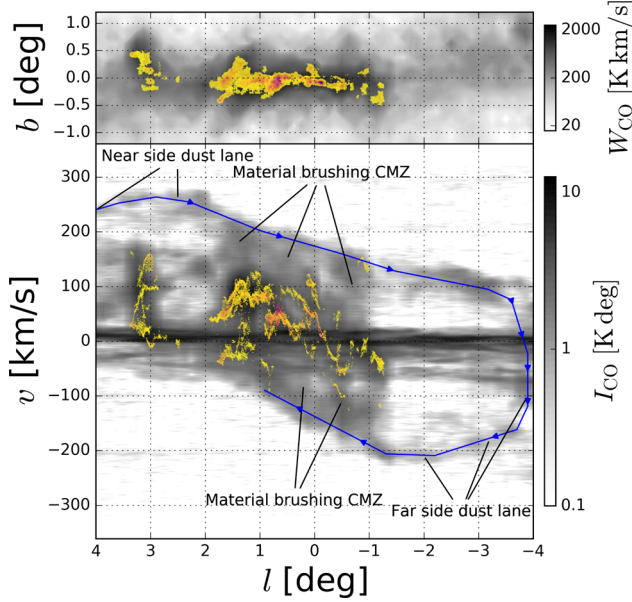 b [deg]
1.0
0.5
0.0
−0.5
−1.0
2000
200
20
W_CO [K km/s]
Near side dust lane
Material brushing CMZ
v [km/s]
300
200
100
0
−100
−200
−300
10
1
0.1
I_CO [K deg]
Material brushing CMZ
Far side dust lane
4 3 2 1 0 −1 −2 −3 −4
l [deg]